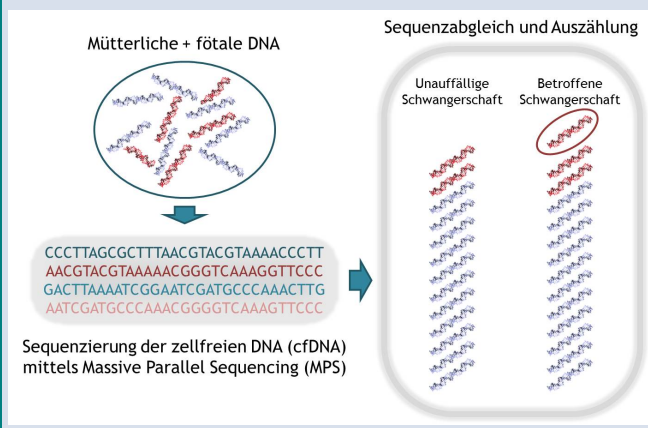 Mütterliche + fötale DNA
CCCTTAGCGCTTTAACGTACGTAAAACCCTT
AACGTACGTAAAAACGGGTCAAAGGTTCCC
GACTTAAAATCGGAATCGATGCCCAAACTTG
AATCGATGCCCAAACGGGGTCAAAGTTCCC
Sequenzierung der zellfreien DNA (cfDNA)
mittels Massive Parallel Sequencing (MPS)
Sequenzabgleich und Auszählung
Unauffällige
Schwangerschaft
Betroffene
Schwangerschaft